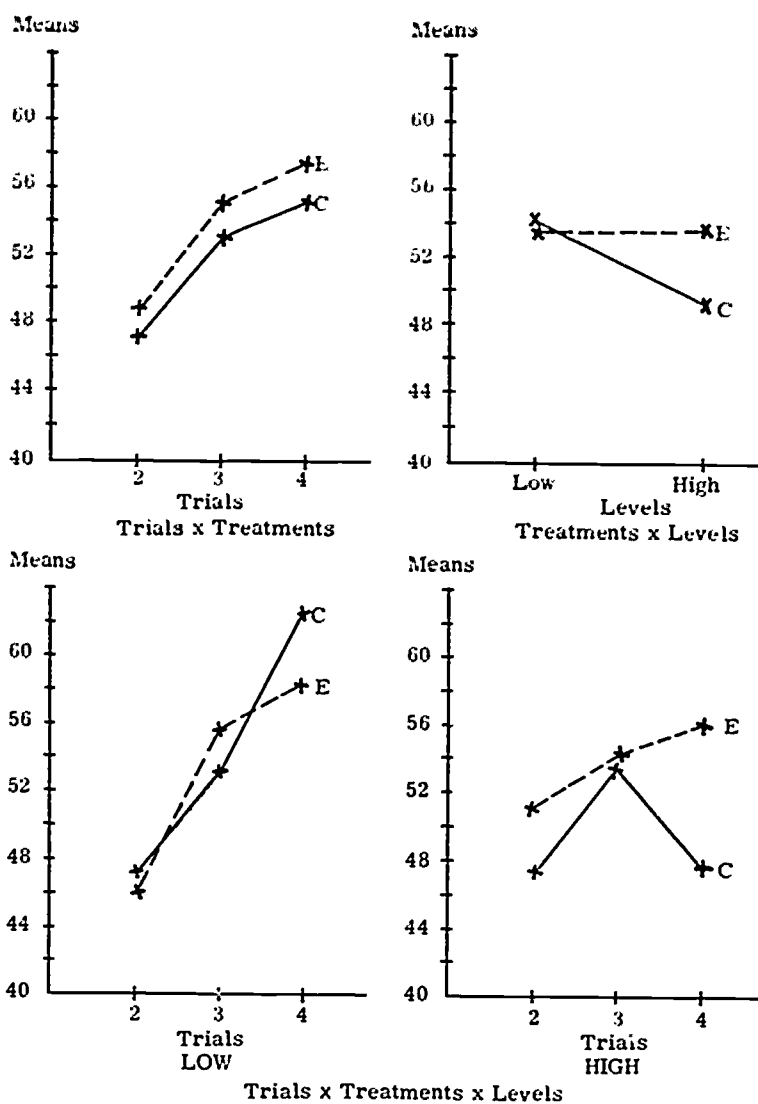 Means
60
56
52
48
44
40
E
C
2 3 4
Trials
Trials x Treatments
Means
60
56
52
48
44
40
E
C
Low High
Levels
Treatments x Levels
Means
60
56
52
48
44
40
C
E
2 3 4
Trials
LOW
Means
60
56
52
48
44
40
E
C
2 3 4
Trials
HIGH
Trials x Treatments x Levels